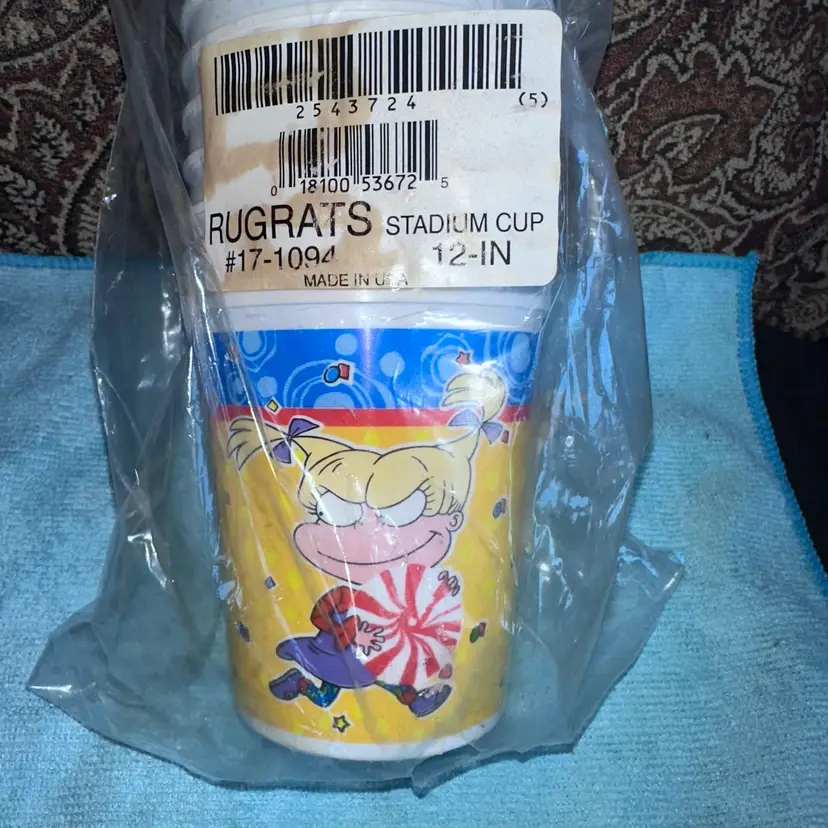 2543724 (5)
0 18100 53672 5
RUGRATS STADIUM CUP
#17-1094 12-IN
MADE IN USA